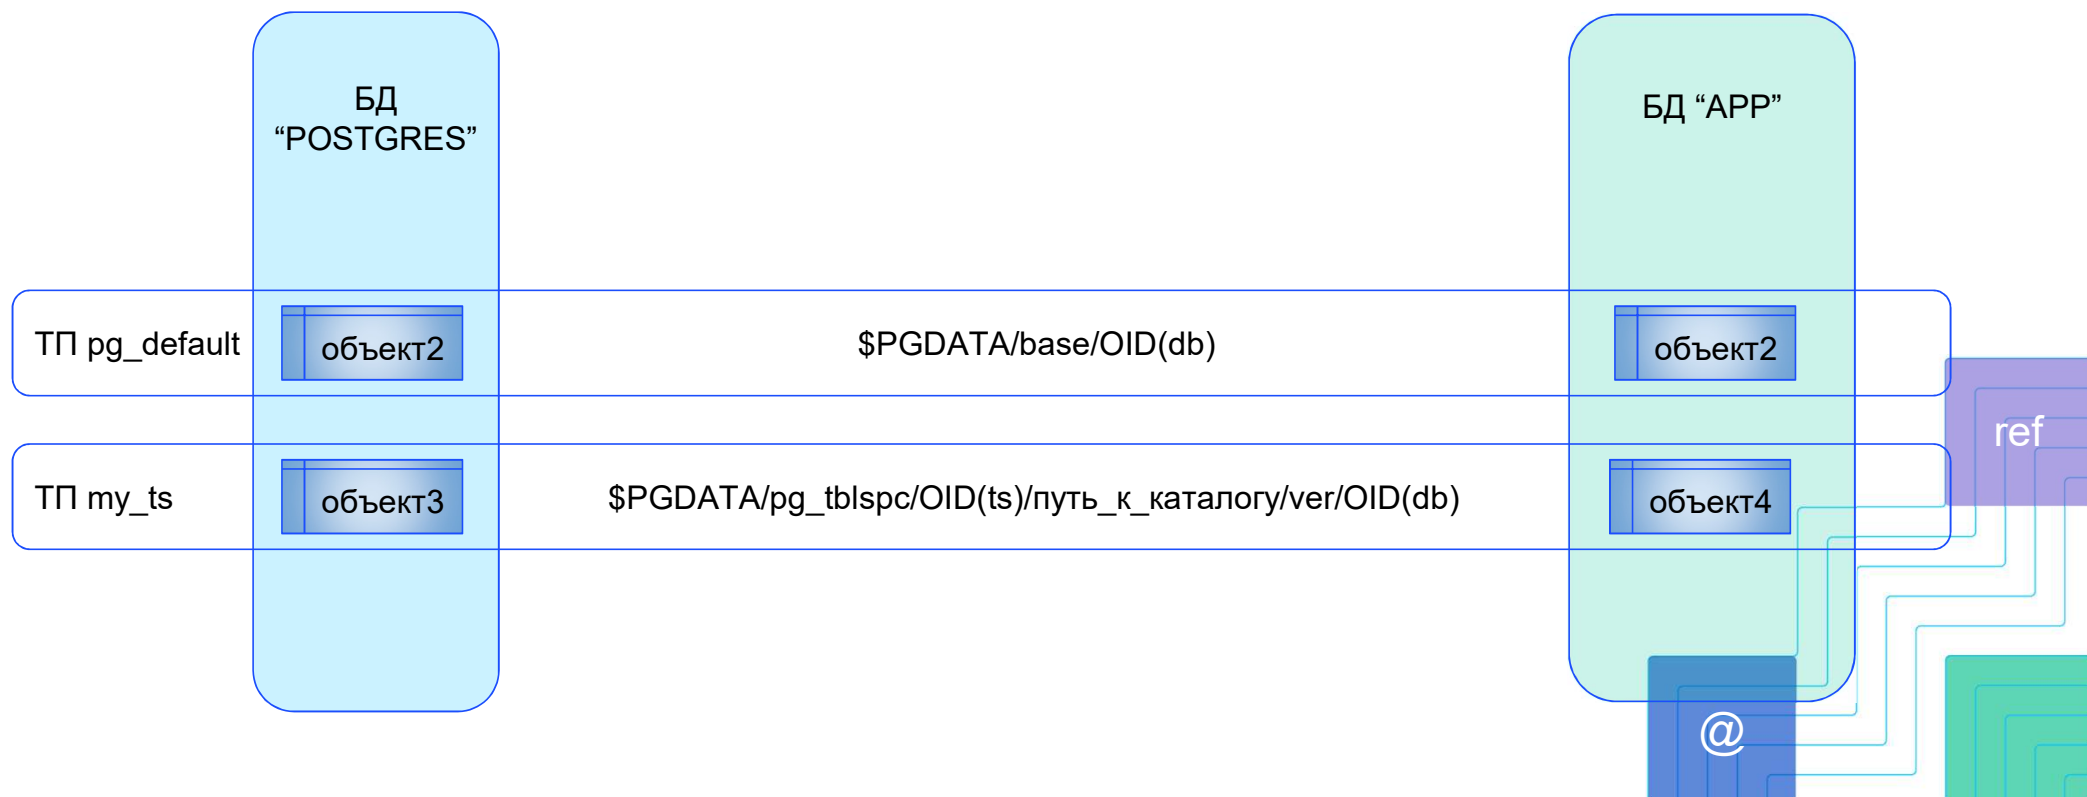 БД
“POSTGRES”
БД “APP”
ТП pg_default
объект2
$PGDATA/base/OID(db)
объект2
ref
ТП my_ts
объект3
$PGDATA/pg_tblspc/OID(ts)/путь_к_каталогу/ver/OID(db)
объект4
@